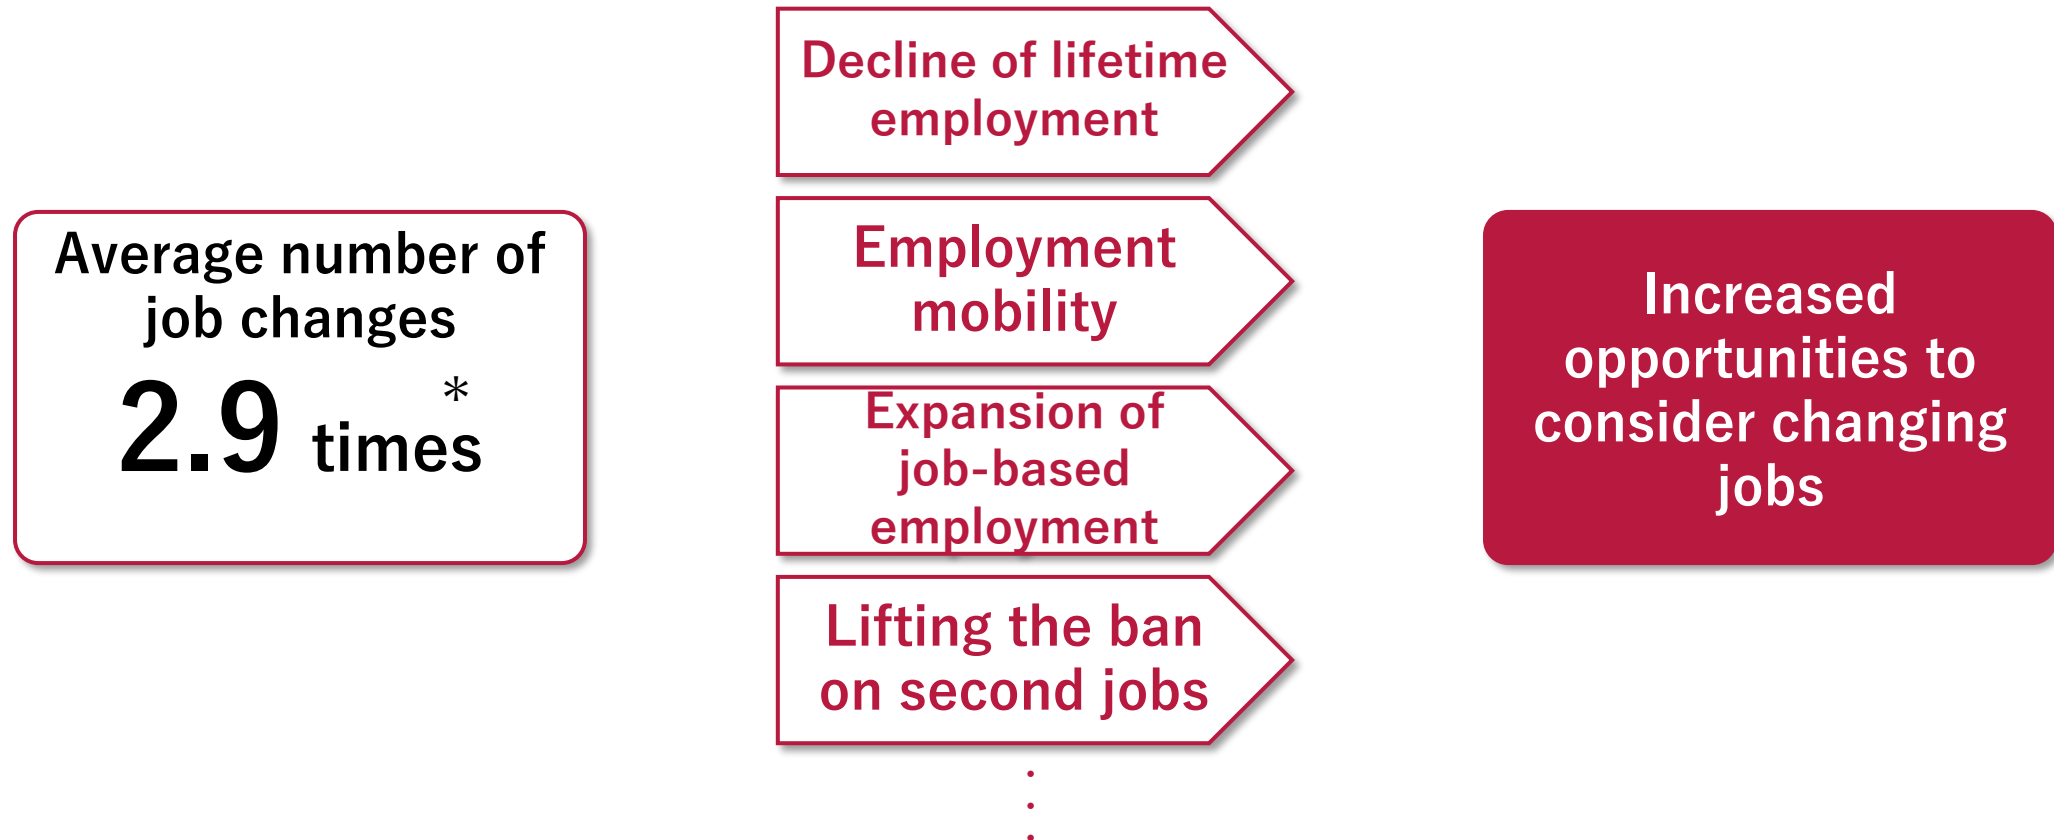 Average number of
job changes
2.9 times*
Decline of lifetime
employment
Employment
mobility
Expansion of
job-based
employment
Lifting the ban
on second jobs
Increased
opportunities to
consider changing
jobs